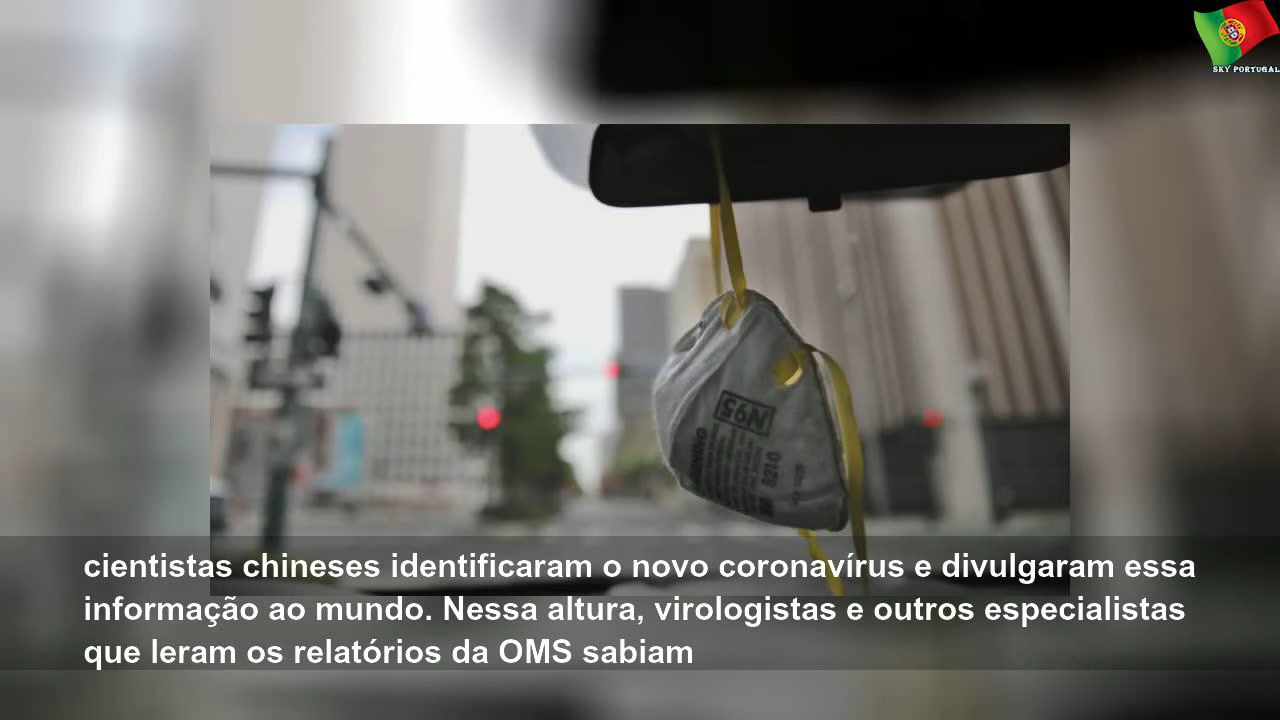 SKY PORTUGAL
N95
8210
cientistas chineses identificaram o novo coronavírus e divulgaram essa
informação ao mundo. Nessa altura, virologistas e outros especialistas
que leram os relatórios da OMS sabiam